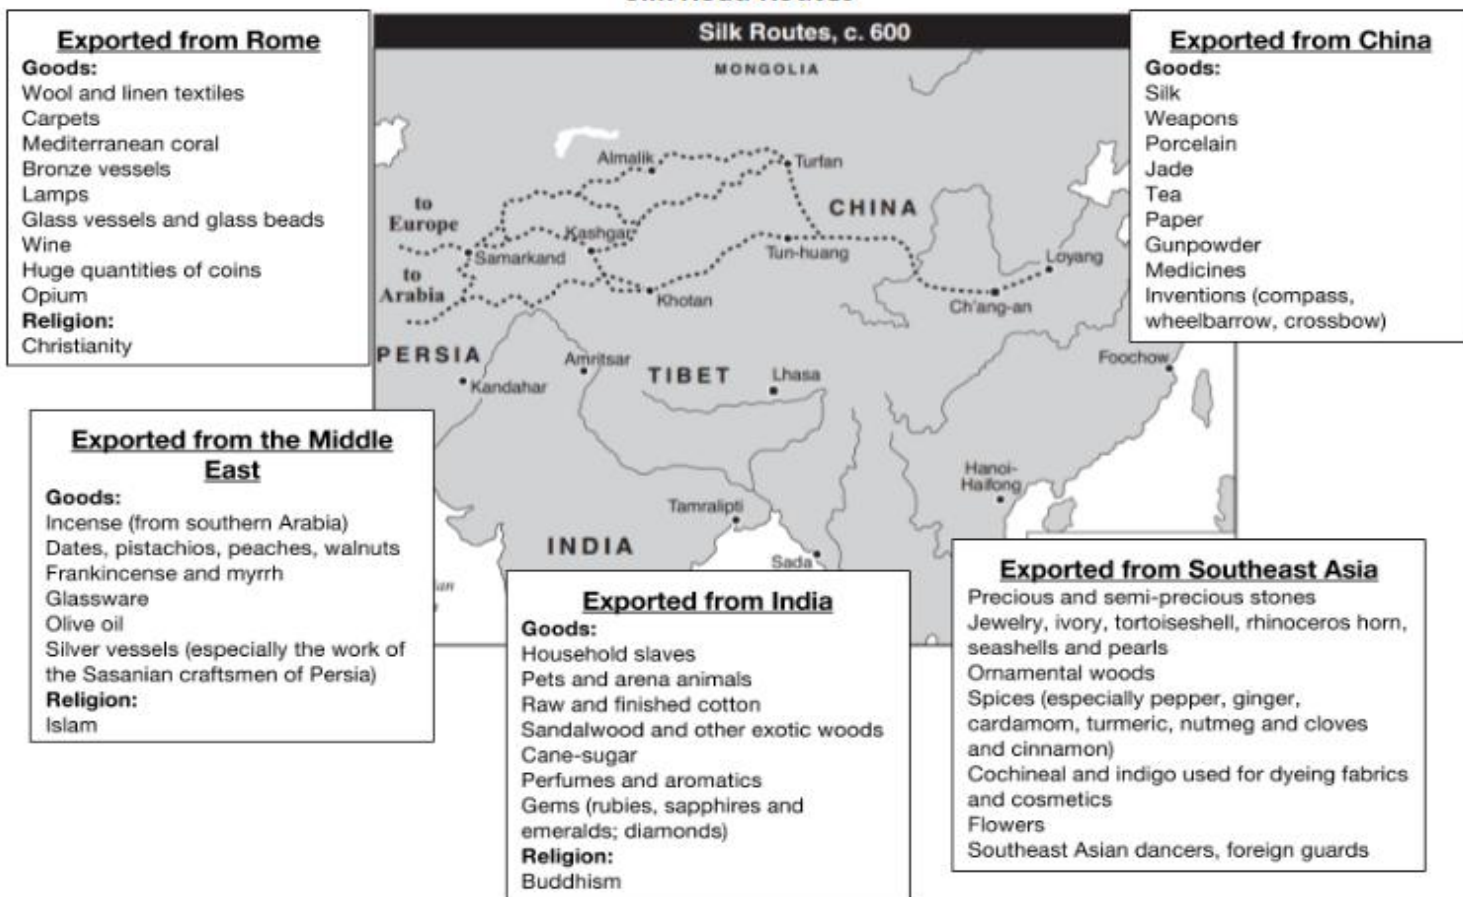 Silk Routes, c. 600
Exported from Rome
Goods:
Wool and linen textiles
Carpets
Mediterranean coral
Bronze vessels
Lamps
Glass vessels and glass beads
Wine
Huge quantities of coins
Opium
Religion:
Christianity
MONGOLIA
Almalik
Turfan
to
Europe
CHINA
Kashgar
Samarkand
Tun-huang
Loyang
to
Arabia
Khotan
Ch'ang-an
PERSIA
Amritsar
TIBET
Lhasa
Foochow
Kandahar
Hanoi-
Haifong
Tamralipti
INDIA
Sada
Exported from China
Goods:
Silk
Weapons
Porcelain
Jade
Tea
Paper
Gunpowder
Medicines
Inventions (compass,
wheelbarrow, crossbow)
Exported from the Middle
East
Goods:
Incense (from southern Arabia)
Dates, pistachios, peaches, walnuts
Frankincense and myrrh
Glassware
Olive oil
Silver vessels (especially the work of
the Sasanian craftsmen of Persia)
Religion:
Islam
Exported from India
Goods:
Household slaves
Pets and arena animals
Raw and finished cotton
Sandalwood and other exotic woods
Cane-sugar
Perfumes and aromatics
Gems (rubies, sapphires and
emeralds; diamonds)
Religion:
Buddhism
Exported from Southeast Asia
Precious and semi-precious stones
Jewelry, ivory, tortoiseshell, rhinoceros horn,
seashells and pearls
Ornamental woods
Spices (especially pepper, ginger,
cardamom, turmeric, nutmeg and cloves
and cinnamon)
Cochineal and indigo used for dyeing fabrics
and cosmetics
Flowers
Southeast Asian dancers, foreign guards